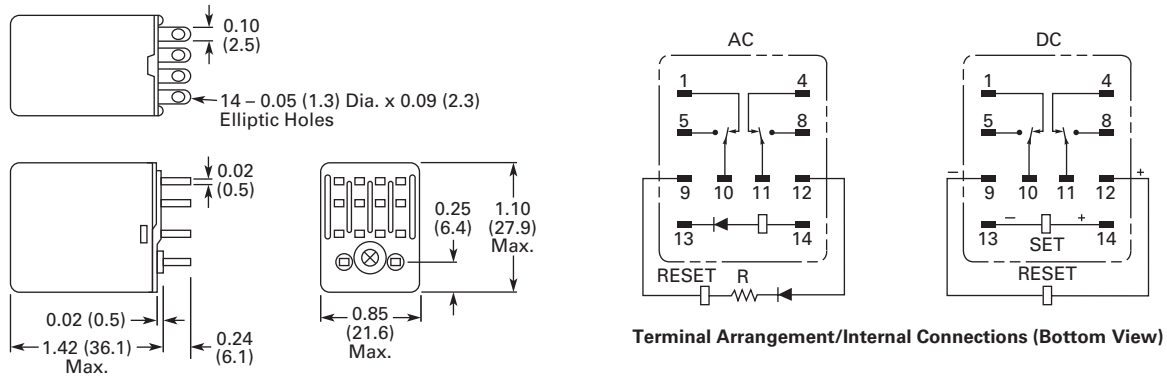 0.10
(2.5)
14 – 0.05 (1.3) Dia. x 0.09 (2.3)
Elliptic Holes
0.02
(0.5)
0.02 (0.5)
1.42 (36.1)
Max.
0.24
(6.1)
0.25
(6.4)
1.10
(27.9)
Max.
0.85
(21.6)
Max.
AC
1 4
5 8
9 10 11 12
13 14
RESET R
DC
1 4
5 8
– +
9 10 11 12
– +
13 SET 14
RESET
Terminal Arrangement/Internal Connections (Bottom View)